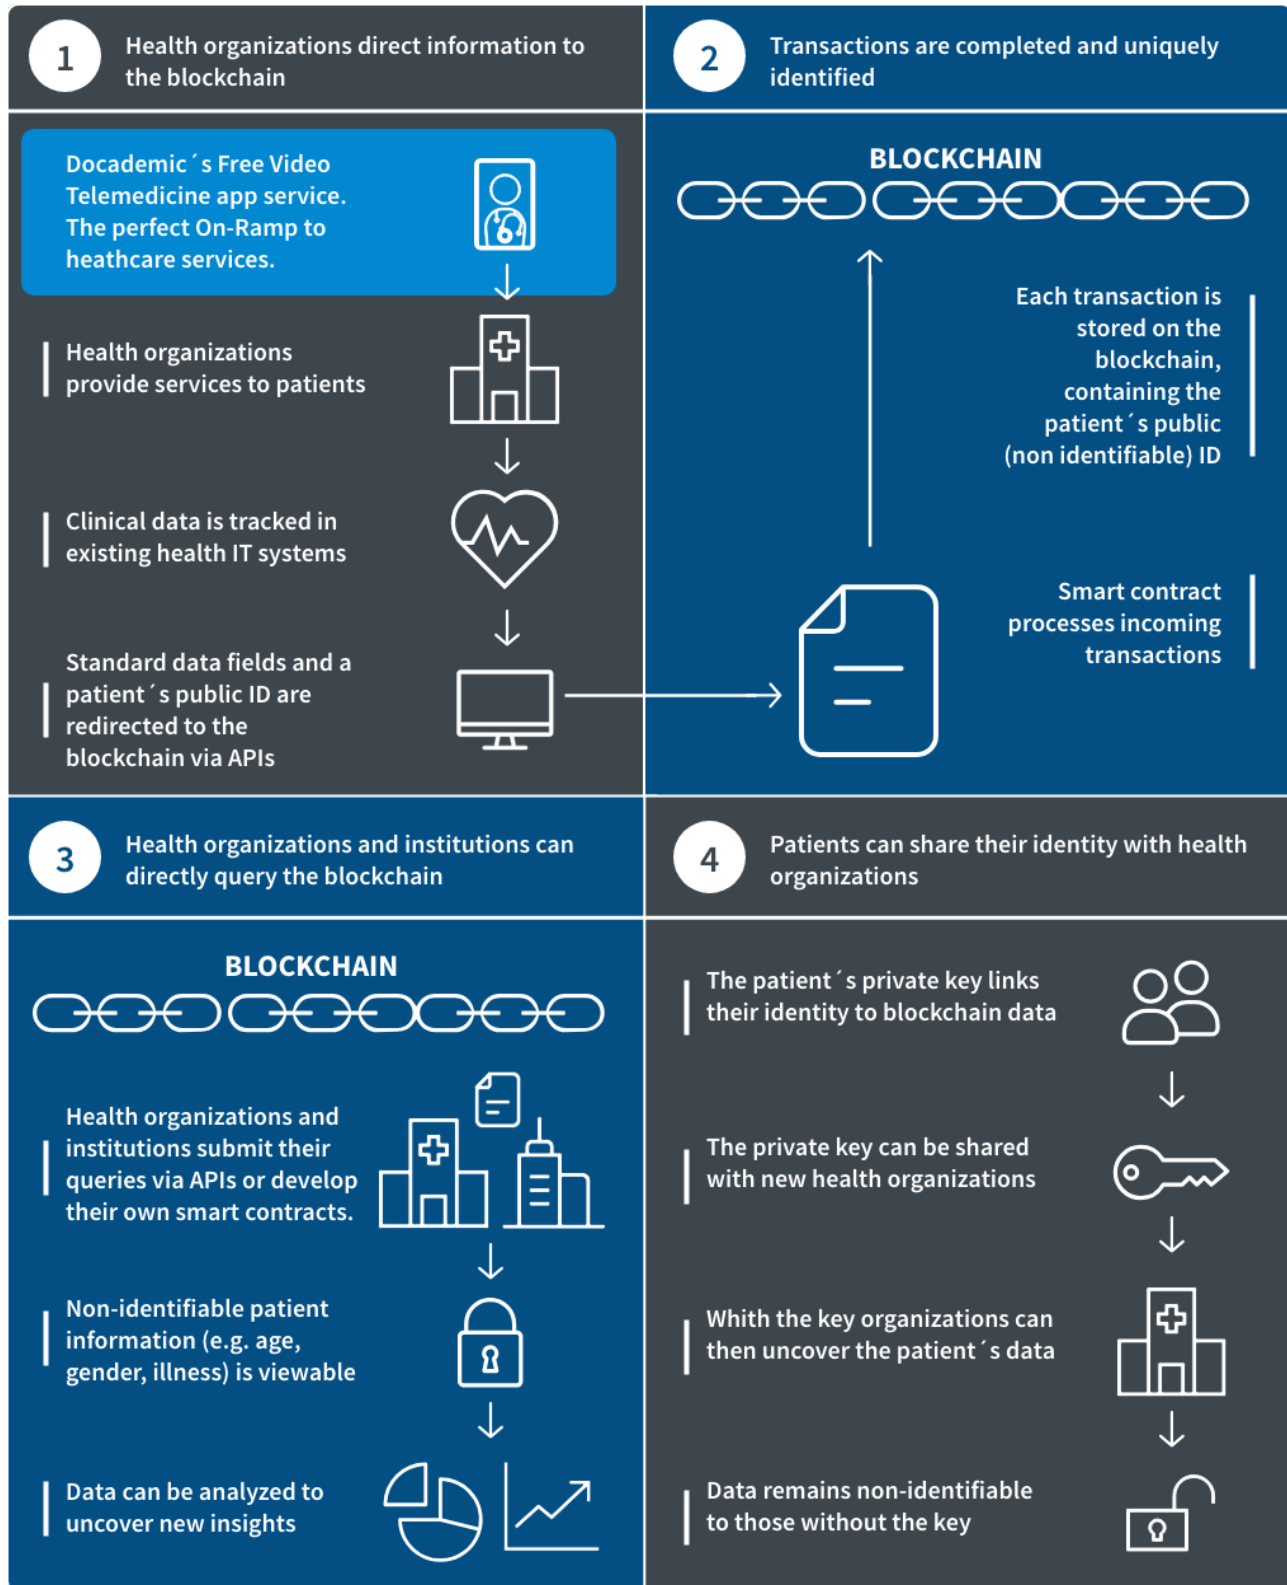 1
Health organizations direct information to
the blockchain
Docademic´s Free Video
Telemedicine app service.
The perfect On-Ramp to
heathcare services.
Health organizations
provide services to patients
Clinical data is tracked in
existing health IT systems
Standard data fields and a
patient´s public ID are
redirected to the
blockchain via APIs
2
Transactions are completed and uniquely
identified
BLOCKCHAIN
Each transaction is
stored on the
blockchain,
containing the
patient´s public
(non identifiable) ID
Smart contract
processes incoming
transactions
3
Health organizations and institutions can
directly query the blockchain
BLOCKCHAIN
Health organizations and
institutions submit their
queries via APIs or develop
their own smart contracts.
Non-identifiable patient
information (e.g. age,
gender, illness) is viewable
Data can be analyzed to
uncover new insights
4
Patients can share their identity with health
organizations
The patient´s private key links
their identity to blockchain data
The private key can be shared
with new health organizations
Whith the key organizations can
then uncover the patient´s data
Data remains non-identifiable
to those without the key